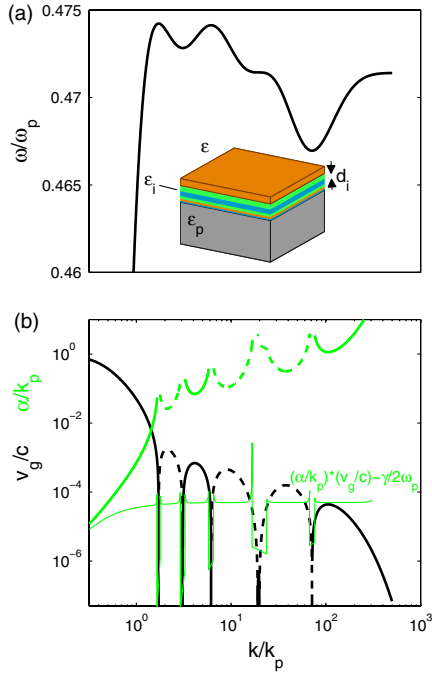 (a)
0.475
0.47
0.465
0.46
ω/ω_p
ε
ε_i
d_i
ε_p
(b)
10^0
10^-2
10^-4
10^-6
α/k_p
v_g/c
(α/k_p)*(v_g/c)~γ/2ω_p
10^0 10^1 10^2 10^3
k/k_p